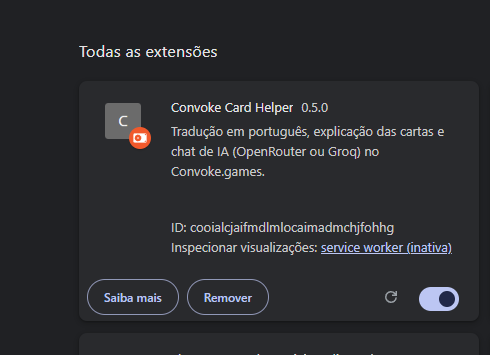 Todas as extensões
C
Convoke Card Helper 0.5.0
Tradução em português, explicação das cartas e
chat de IA (OpenRouter ou Groq) no
Convoke.games.
ID: cooialcjaifmdlmlocaimadmchjfohhg
Inspecionar visualizações: service worker (inativa)
Saiba mais
Remover